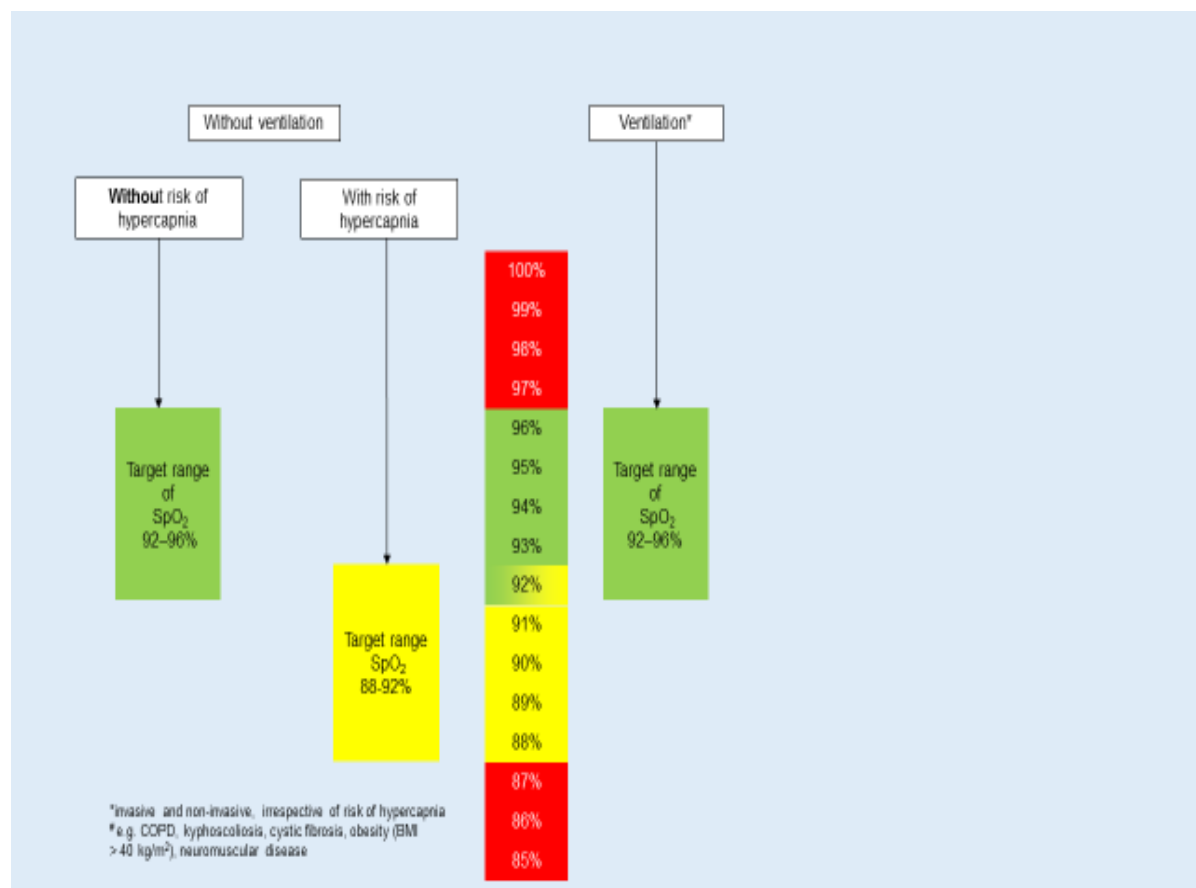 Without ventilation
Ventilation*
Without risk of
hypercapnia
With risk of
hypercapnia
100%
99%
98%
97%
96%
95%
94%
93%
92%
91%
90%
89%
88%
87%
86%
85%
Target range
of
SpO₂
92–96%
Target range
SpO₂
88-92%
Target range
of
SpO₂
92–96%
*invasive and non-invasive, irrespective of risk of hypercapnia
#e.g. COPD, kyphoscoliosis, cystic fibrosis, obesity (BMI
> 40 kg/m²), neuromuscular disease